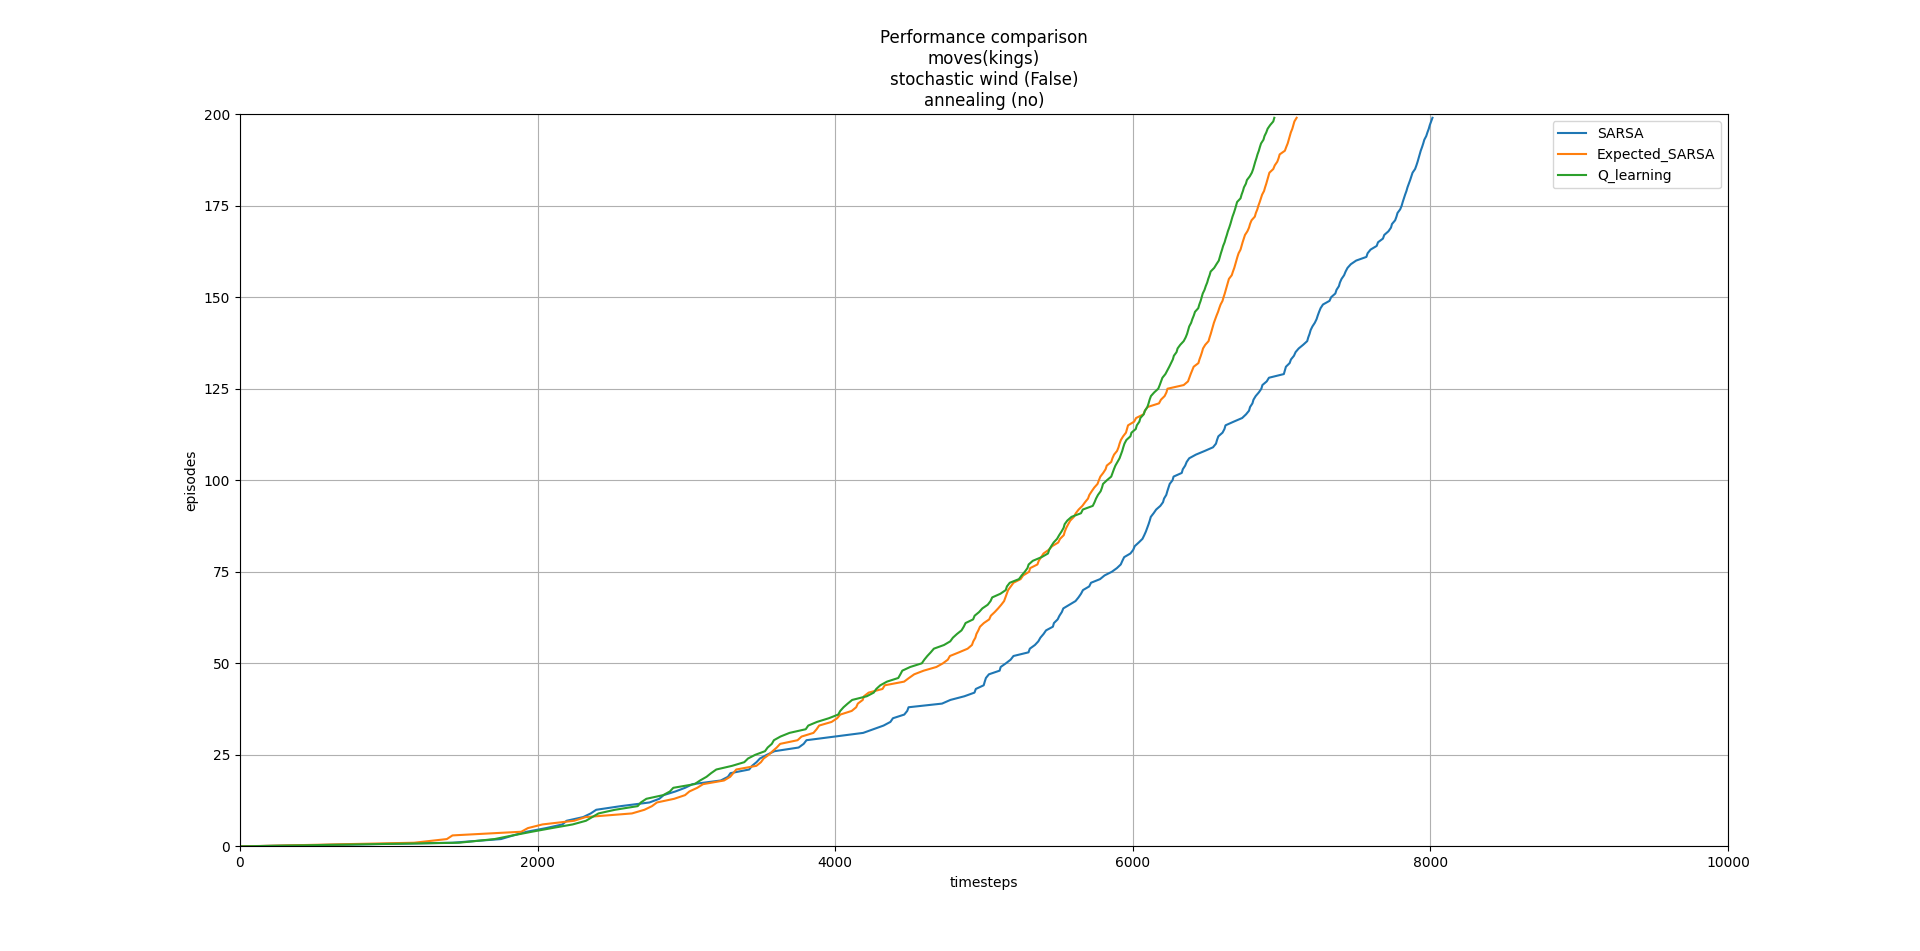 Performance comparison
moves(kings)
stochastic wind (False)
annealing (no)
SARSA
Expected_SARSA
Q_learning
episodes
200
175
150
125
100
75
50
25
0
0 2000 4000 6000 8000 10000
timesteps